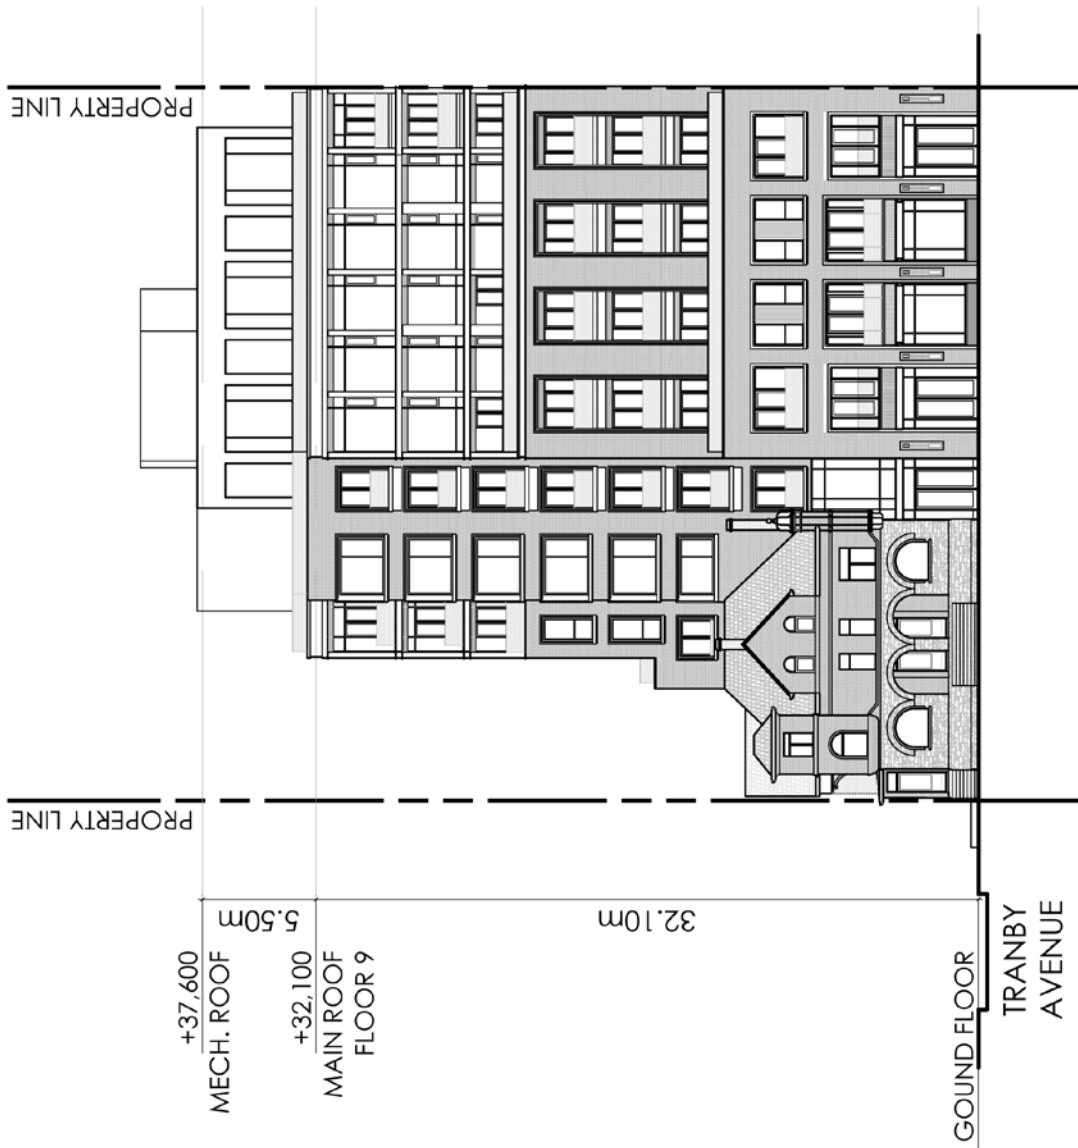 PROPERTY LINE
PROPERTY LINE
5.50m
32.10m
+37,600
MECH. ROOF
+32,100
MAIN ROOF
FLOOR 9
GOUND FLOOR
TRANBY
AVENUE